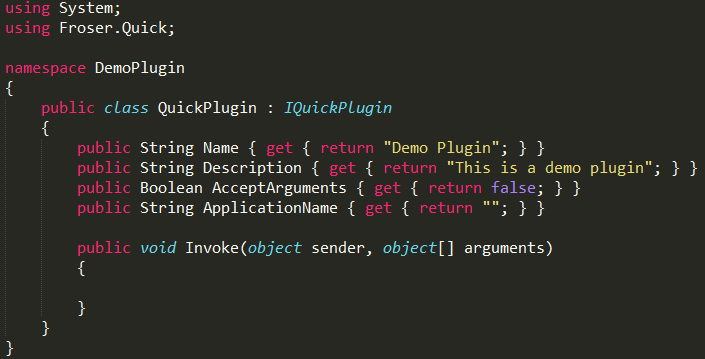 using System;
using Froser.Quick;

namespace DemoPlugin
{
    public class QuickPlugin : IQuickPlugin
    {
        public String Name { get { return "Demo Plugin"; } }
        public String Description { get { return "This is a demo plugin"; } }
        public Boolean AcceptArguments { get { return false; } }
        public String ApplicationName { get { return ""; } }

        public void Invoke(object sender, object[] arguments)
        {

        }
    }
}